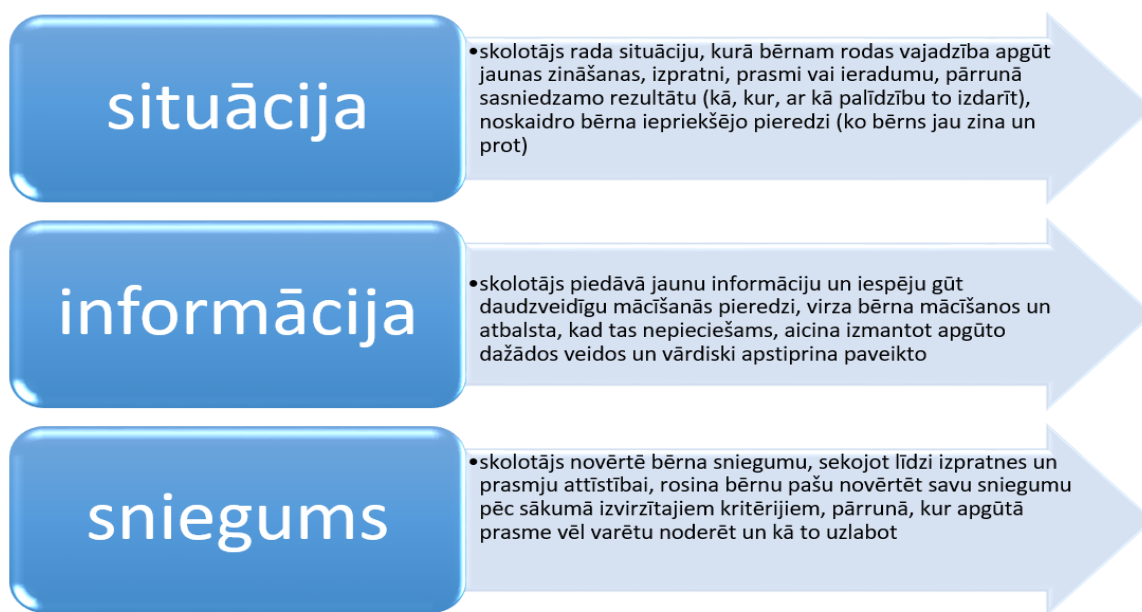 situācija
•skolotājs rada situāciju, kurā bērnam rodas vajadzība apgūt
jaunas zināšanas, izpratni, prasmi vai ieradumu, pārrunā
sasniedzamo rezultātu (kā, kur, ar kā palīdzību to izdarīt),
noskaidro bērna iepriekšējo pieredzi (ko bērns jau zina un
prot)
informācija
•skolotājs piedāvā jaunu informāciju un iespēju gūt
daudzveidīgu mācīšanās pieredzi, virza bērna mācīšanos un
atbalsta, kad tas nepieciešams, aicina izmantot apgūto
dažādos veidos un vārdiski apstiprina paveikto
sniegums
•skolotājs novērtē bērna sniegumu, sekojot līdzi izpratnes un
prasmju attīstībai, rosina bērnu pašu novērtēt savu sniegumu
pēc sākumā izvirzītajiem kritērijiem, pārrunā, kur apgūtā
prasme vēl varētu noderēt un kā to uzlabot